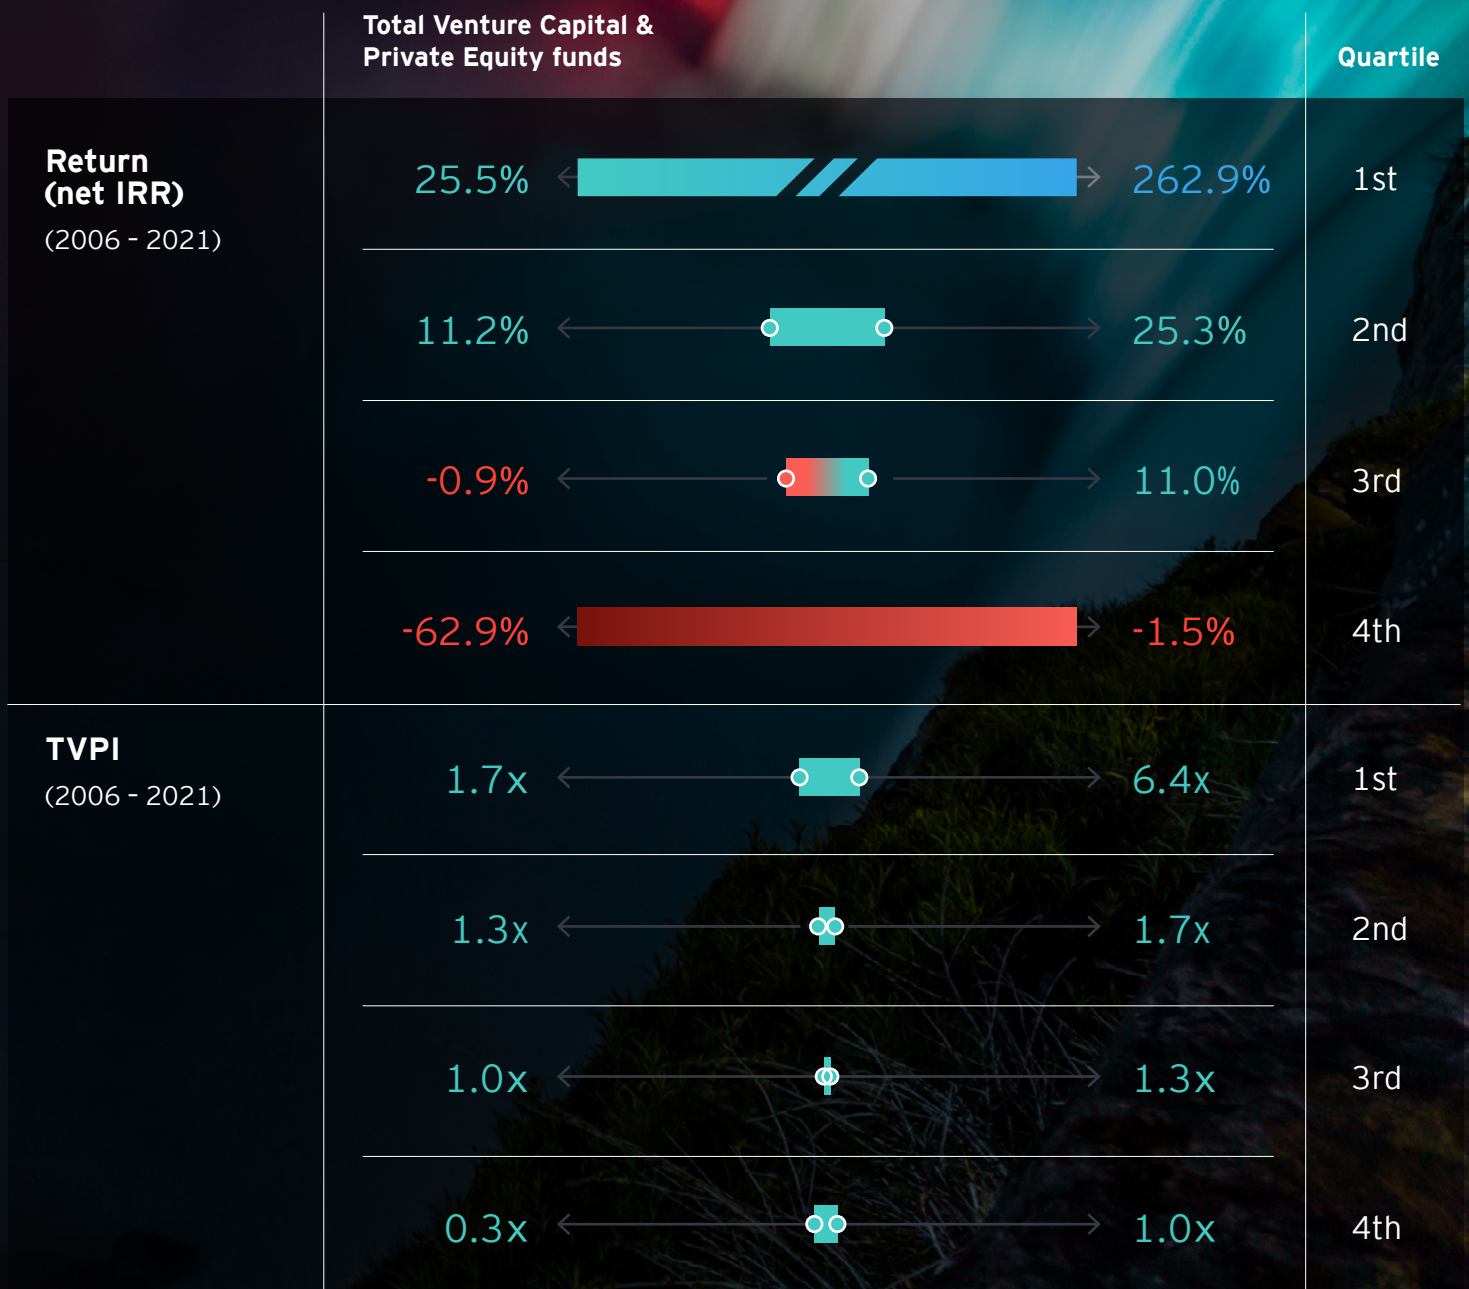 Total Venture Capital &
Private Equity funds
Quartile
Return
(net IRR)
(2006 – 2021)
25.5%
262.9%
1st
11.2%
25.3%
2nd
-0.9%
11.0%
3rd
-62.9%
-1.5%
4th
TVPI
(2006 – 2021)
1.7x
6.4x
1st
1.3x
1.7x
2nd
1.0x
1.3x
3rd
0.3x
1.0x
4th